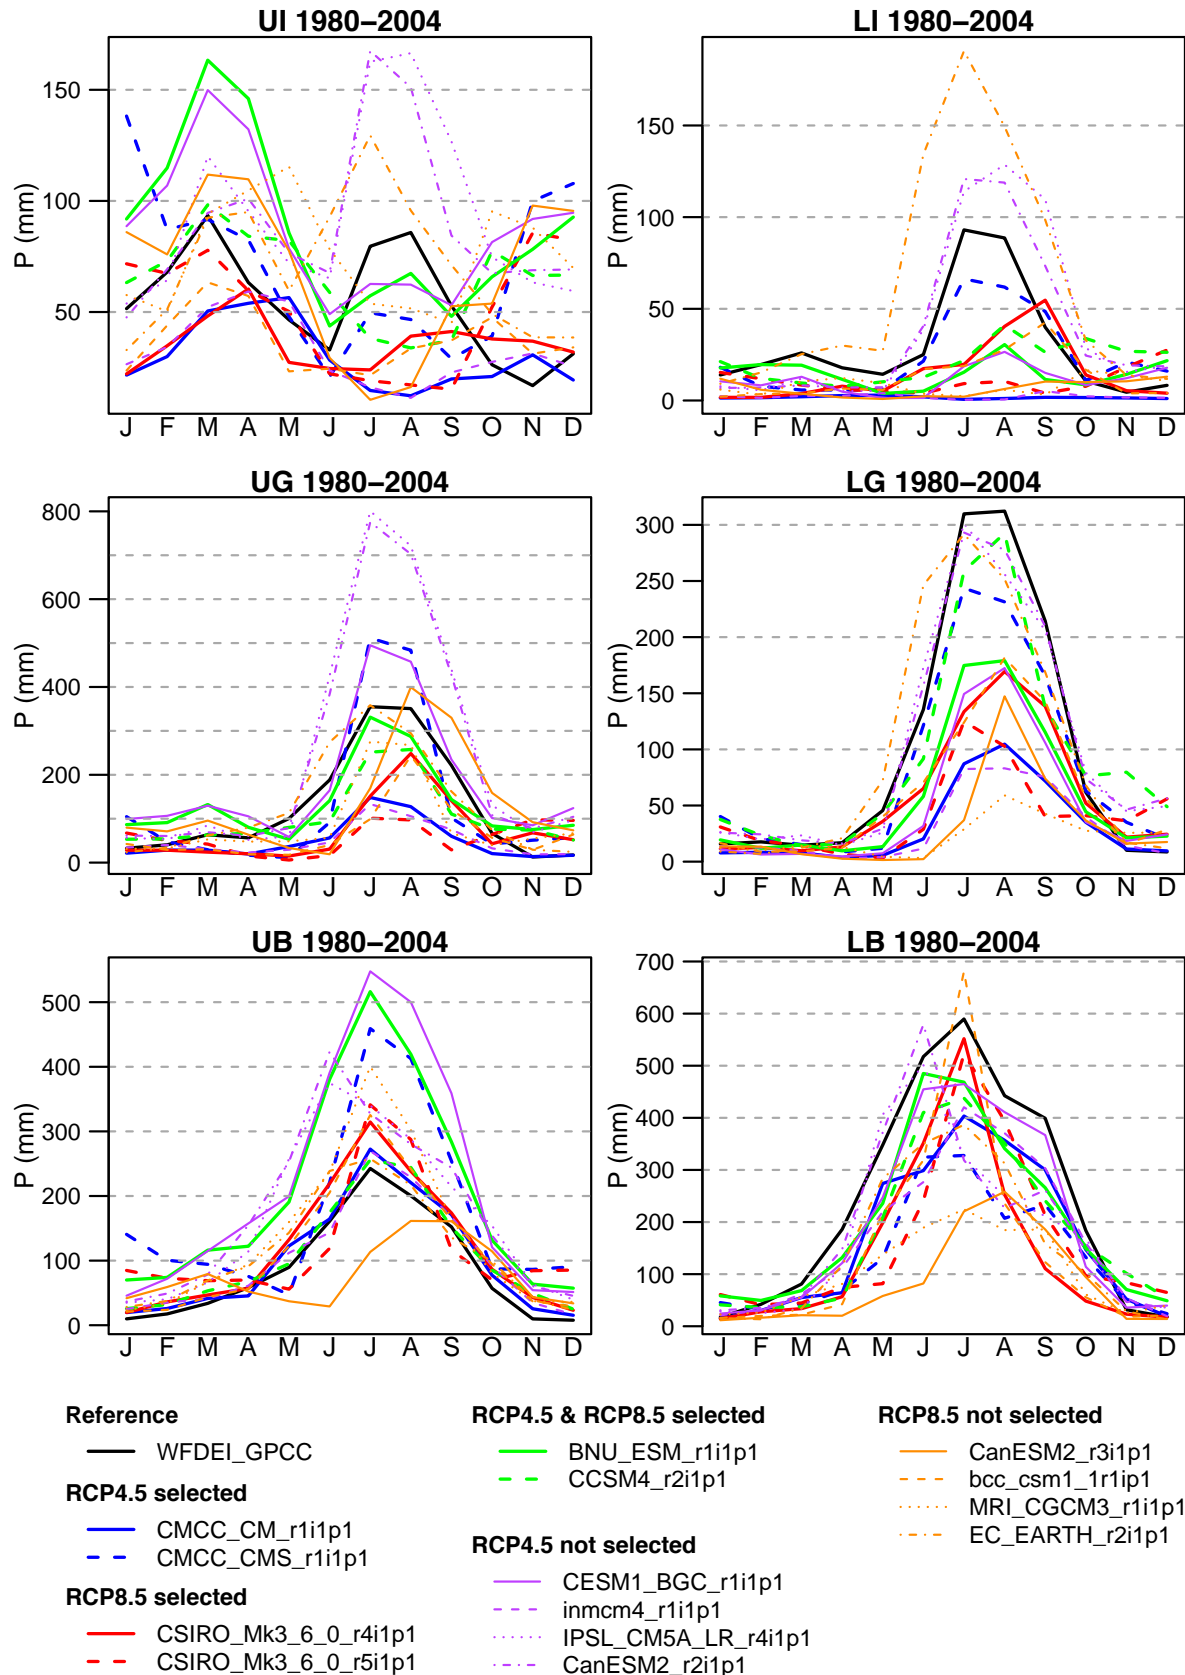 UI 1980−2004
P (mm)
150
100
50
J F M A M J J A S O N D
LI 1980−2004
P (mm)
150
100
50
0
J F M A M J J A S O N D
UG 1980−2004
P (mm)
800
600
400
200
0
J F M A M J J A S O N D
LG 1980−2004
P (mm)
300
250
200
150
100
50
0
J F M A M J J A S O N D
UB 1980−2004
P (mm)
500
400
300
200
100
0
J F M A M J J A S O N D
LB 1980−2004
P (mm)
700
600
500
400
300
200
100
0
J F M A M J J A S O N D
Reference
WFDEI_GPCC
RCP4.5 selected
CMCC_CM_r1i1p1
CMCC_CMS_r1i1p1
RCP8.5 selected
CSIRO_Mk3_6_0_r4i1p1
CSIRO_Mk3_6_0_r5i1p1
RCP4.5 & RCP8.5 selected
BNU_ESM_r1i1p1
CCSM4_r2i1p1
RCP4.5 not selected
CESM1_BGC_r1i1p1
inmcm4_r1i1p1
IPSL_CM5A_LR_r4i1p1
CanESM2_r2i1p1
RCP8.5 not selected
CanESM2_r3i1p1
bcc_csm1_1r1ip1
MRI_CGCM3_r1i1p1
EC_EARTH_r2i1p1